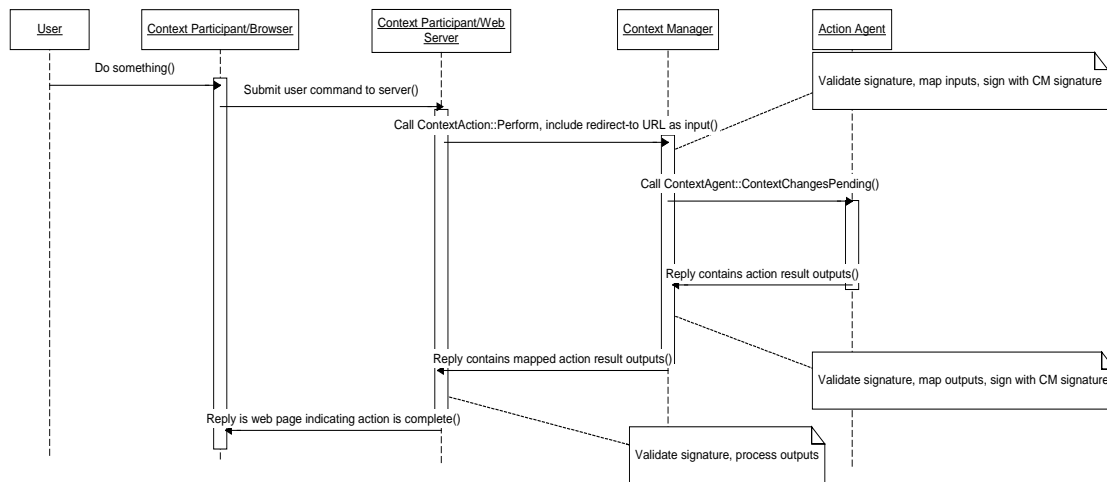 User
Context Participant/Browser
Context Participant/Web
Server
Context Manager
Action Agent
Do something()
Validate signature, map inputs, sign with CM signature
Submit user command to server()
Call ContextAction::Perform, include redirect-to URL as input()
Call ContextAgent::ContextChangesPending()
Reply contains action result outputs()
Reply contains mapped action result outputs()
Validate signature, map outputs, sign with CM signature
Reply is web page indicating action is complete()
Validate signature, process outputs